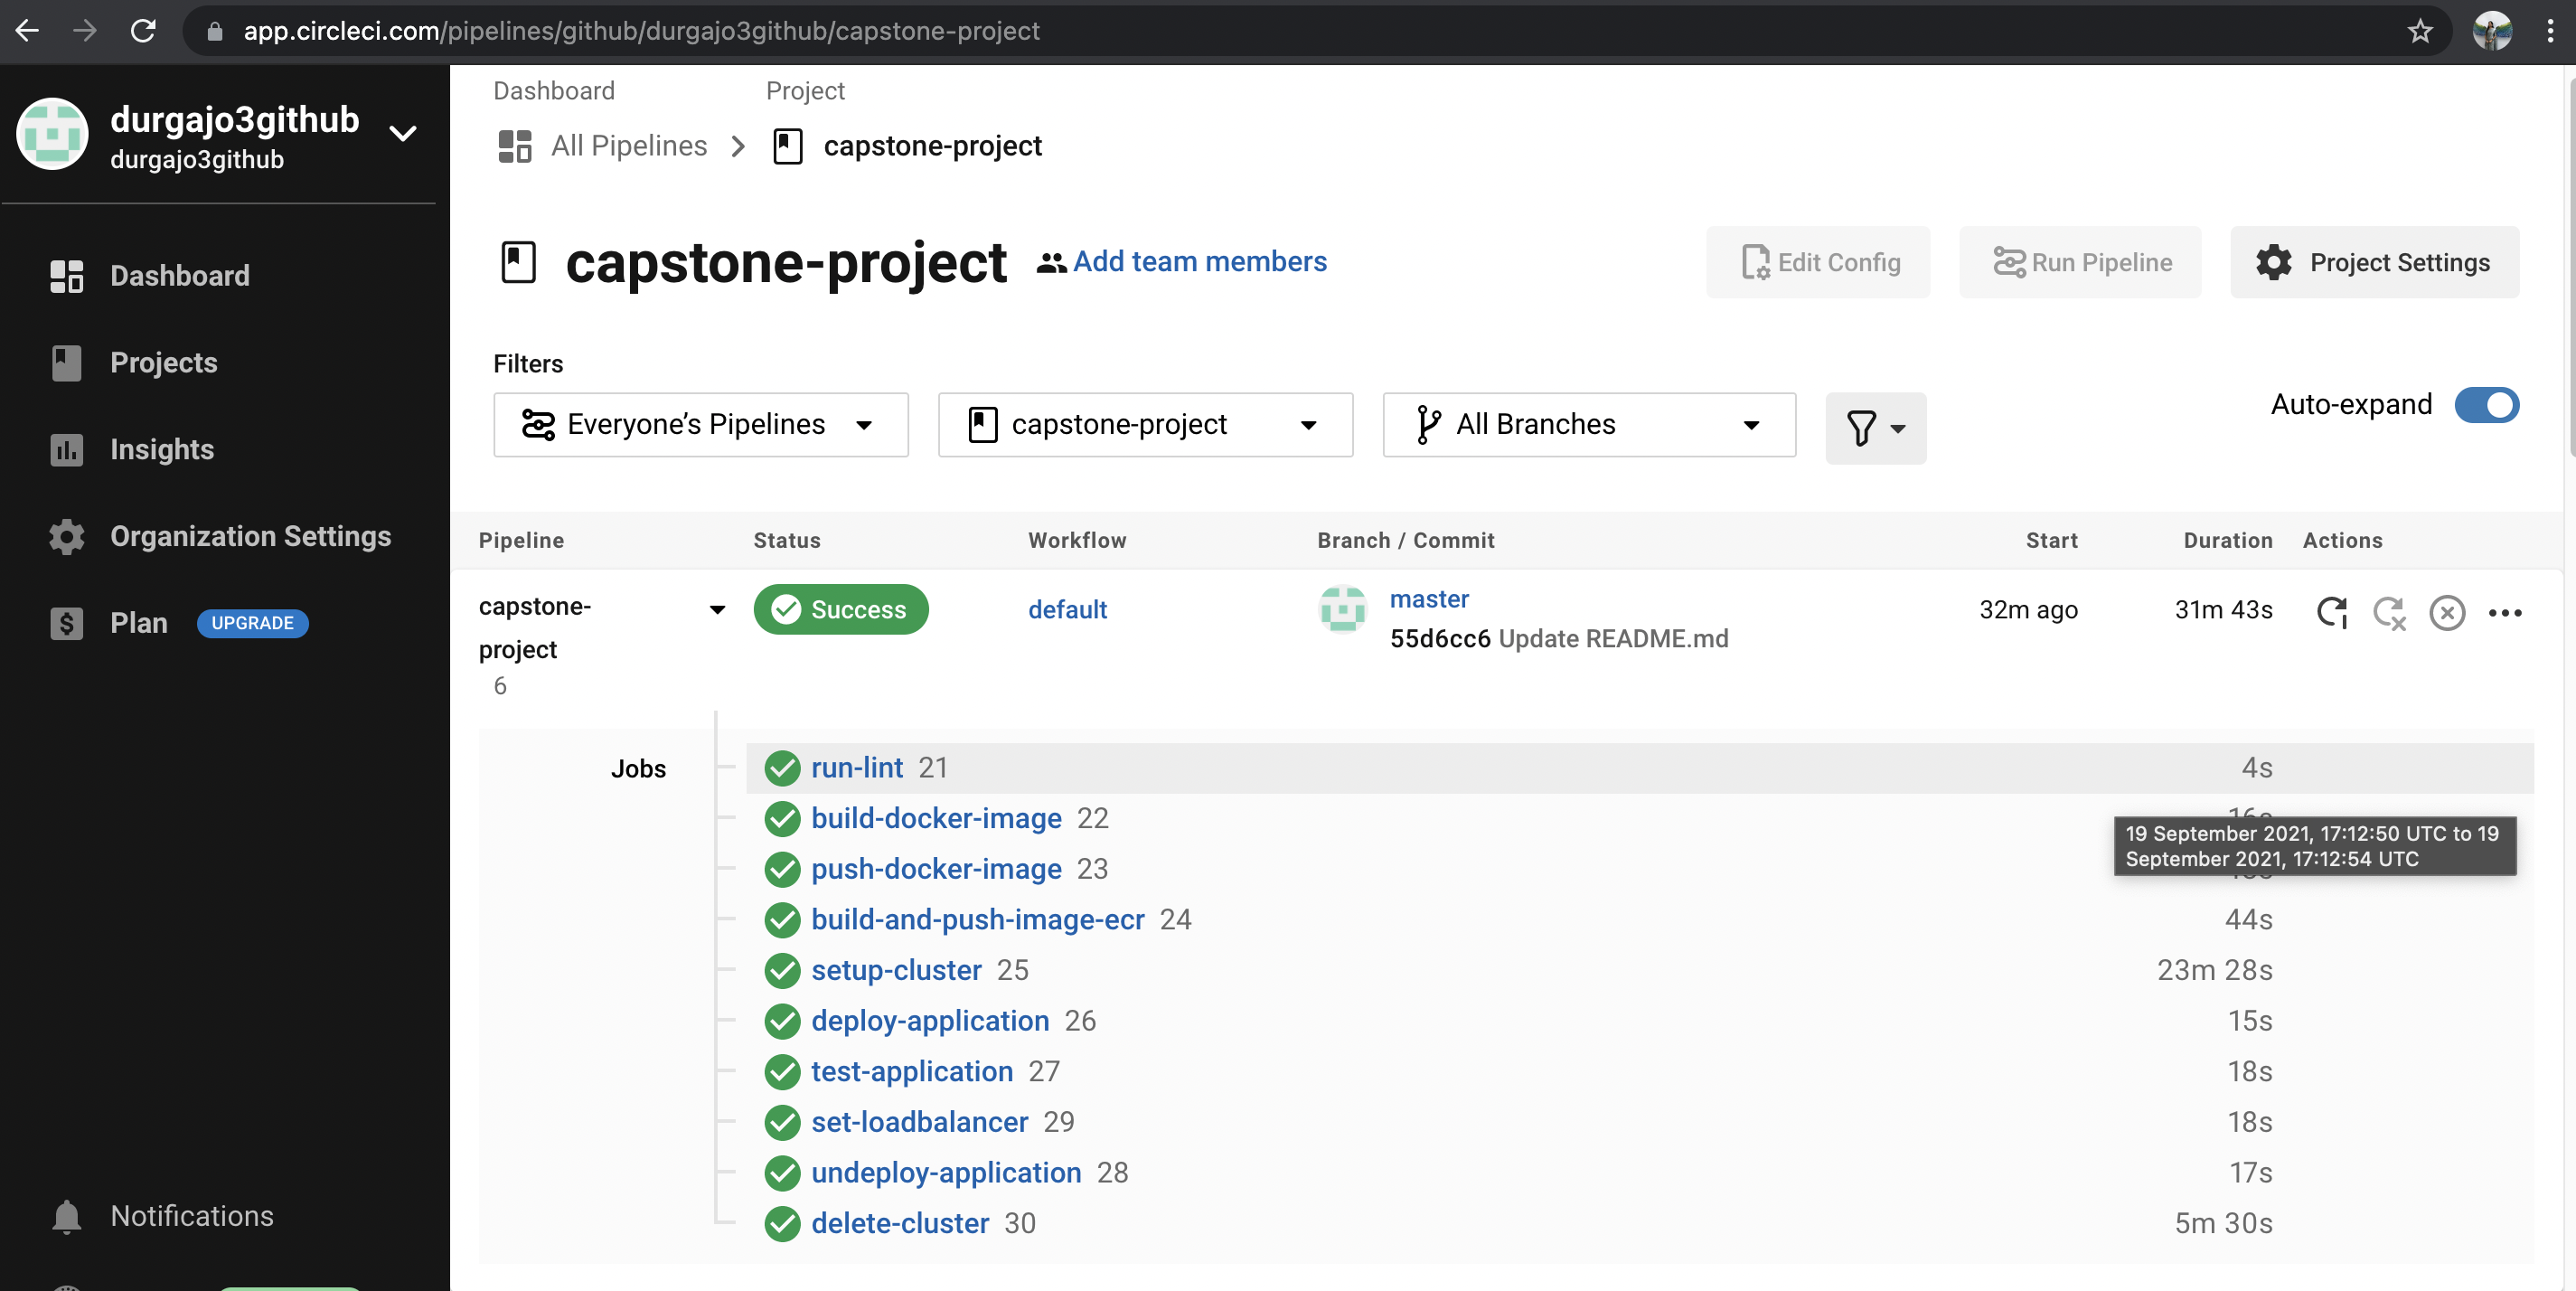 app.circleci.com/pipelines/github/durgajo3github/capstone-project
durgajo3github
durgajo3github
Dashboard
Projects
Insights
Organization Settings
Plan UPGRADE
Notifications
Dashboard Project
All Pipelines capstone-project
capstone-project Add team members Edit Config Run Pipeline Project Settings
Filters
Everyone’s Pipelines capstone-project All Branches Auto-expand
Pipeline Status Workflow Branch / Commit Start Duration Actions
capstone-project Success default master 32m ago 31m 43s
55d6cc6 Update README.md
6
Jobs run-lint 21 4s
build-docker-image 22
19 September 2021, 17:12:50 UTC to 19
September 2021, 17:12:54 UTC
push-docker-image 23
build-and-push-image-ecr 24 44s
setup-cluster 25 23m 28s
deploy-application 26 15s
test-application 27 18s
set-loadbalancer 29 18s
undeploy-application 28 17s
delete-cluster 30 5m 30s